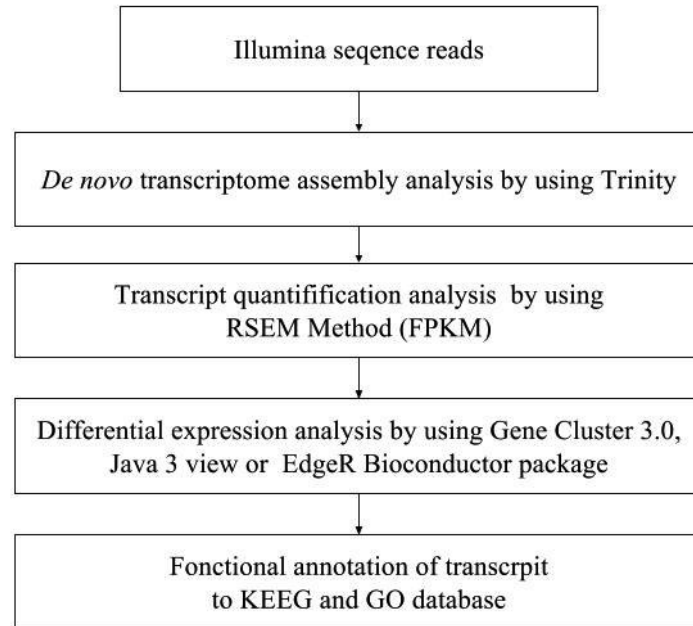 Illumina seqence reads
De novo transcriptome assembly analysis by using Trinity
Transcript quantifification analysis by using
RSEM Method (FPKM)
Differential expression analysis by using Gene Cluster 3.0,
Java 3 view or EdgeR Bioconductor package
Fonctional annotation of transcrpit
to KEEG and GO database